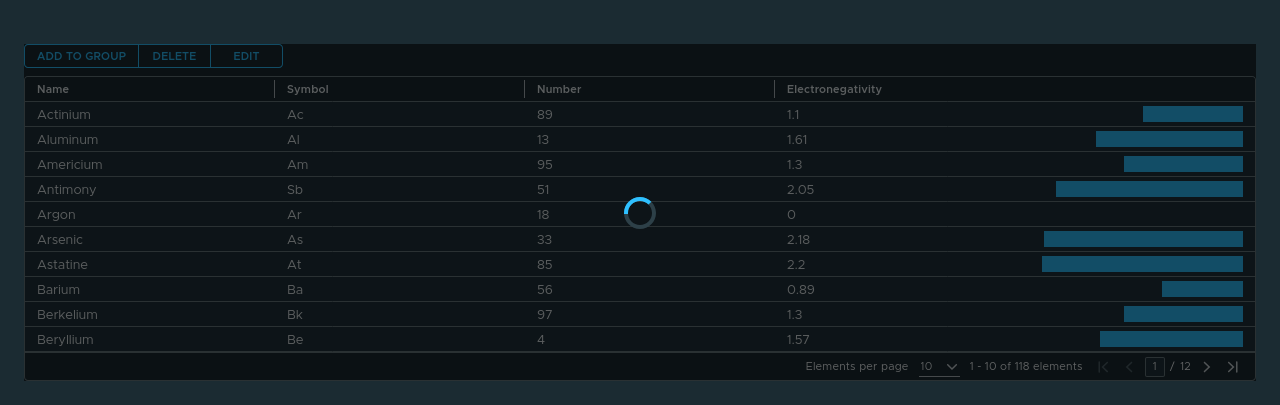 ADD TO GROUP DELETE EDIT
Name Symbol Number Electronegativity
Actinium Ac 89 1.1
Aluminum Al 13 1.61
Americium Am 95 1.3
Antimony Sb 51 2.05
Argon Ar 18 0
Arsenic As 33 2.18
Astatine At 85 2.2
Barium Ba 56 0.89
Berkelium Bk 97 1.3
Beryllium Be 4 1.57
Elements per page 10 1 - 10 of 118 elements 1 / 12